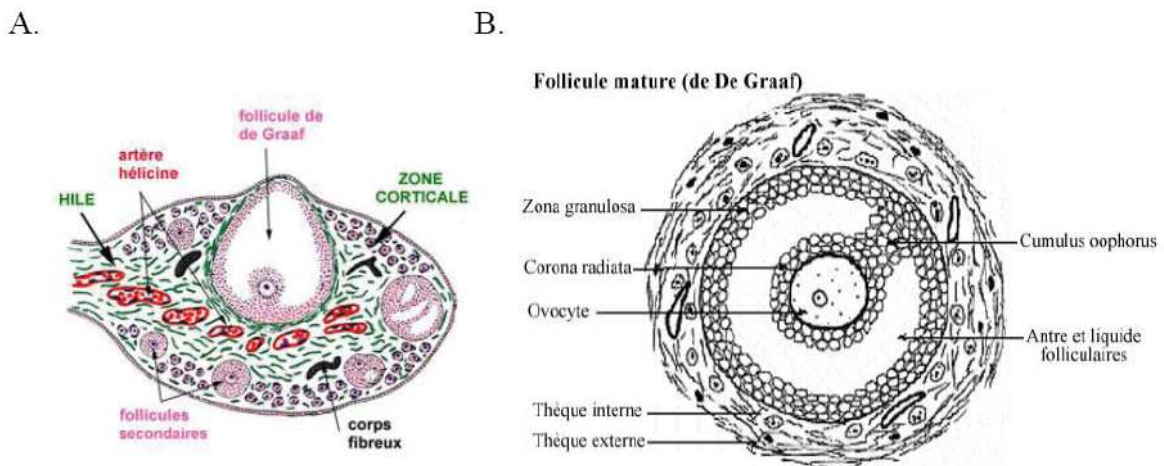 A.
B.
follicule de
de Graaf
artère
hélicine
HILE
ZONE
CORTICALE
follicules
secondaires
corps
fibreux
Follicule mature (de De Graaf)
Zona granulosa
Corona radiata
Ovocyte
Thèque interne
Thèque externe
Cumulus oophorus
Antre et liquide
folliculaires